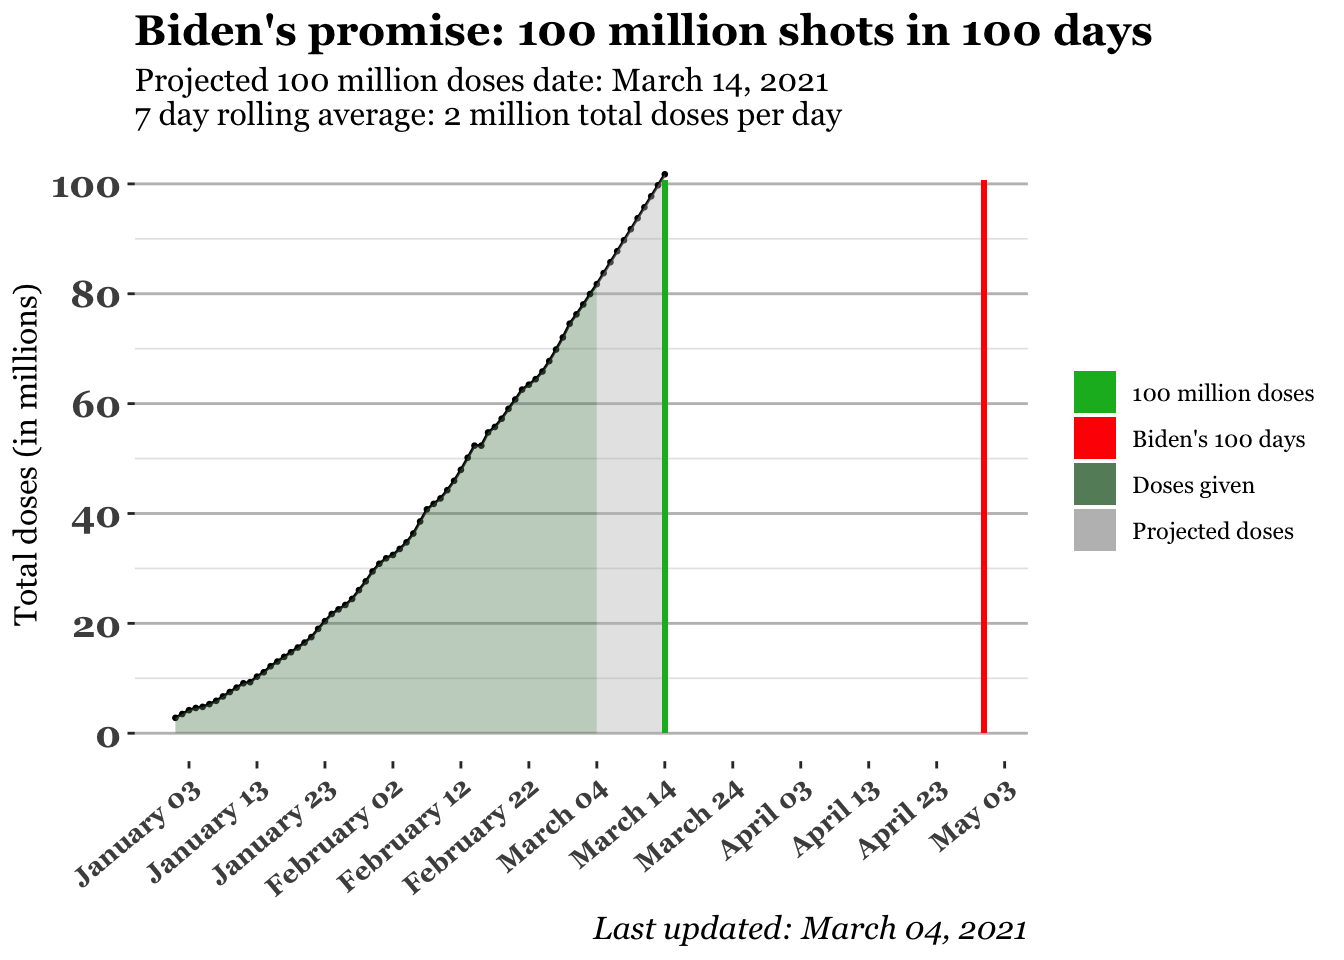 Biden's promise: 100 million shots in 100 days
Projected 100 million doses date: March 14, 2021
7 day rolling average: 2 million total doses per day
Total doses (in millions)
100
80
60
40
20
0
January 03
January 13
January 23
February 02
February 12
February 22
March 04
March 14
March 24
April 03
April 13
April 23
May 03
100 million doses
Biden's 100 days
Doses given
Projected doses
Last updated: March 04, 2021